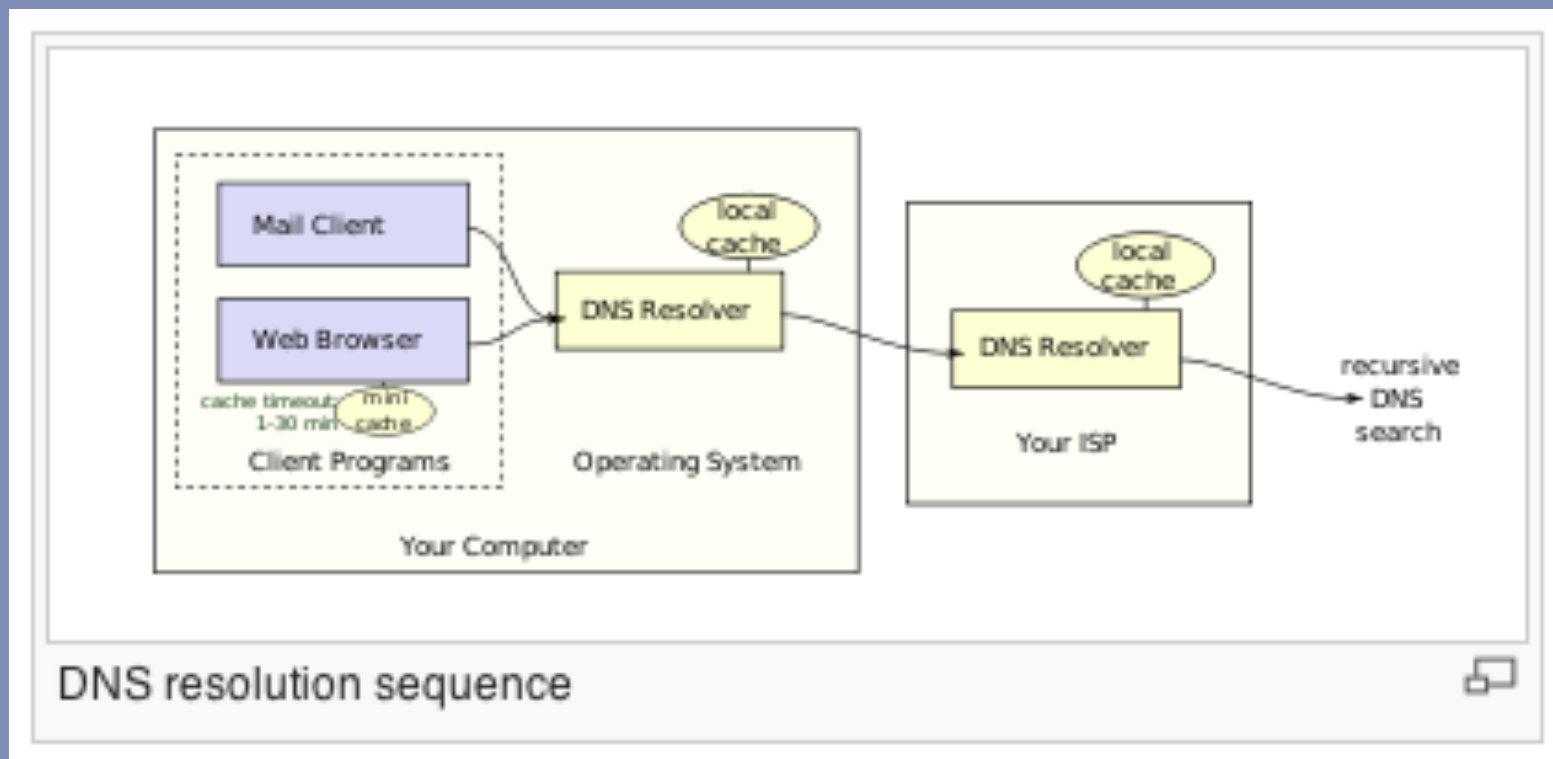 Mail Client
Web Browser
cache timeout:
1-30 min
mini
cache
Client Programs
local
cache
DNS Resolver
Operating System
Your Computer
local
cache
DNS Resolver
Your ISP
recursive
DNS
search
DNS resolution sequence